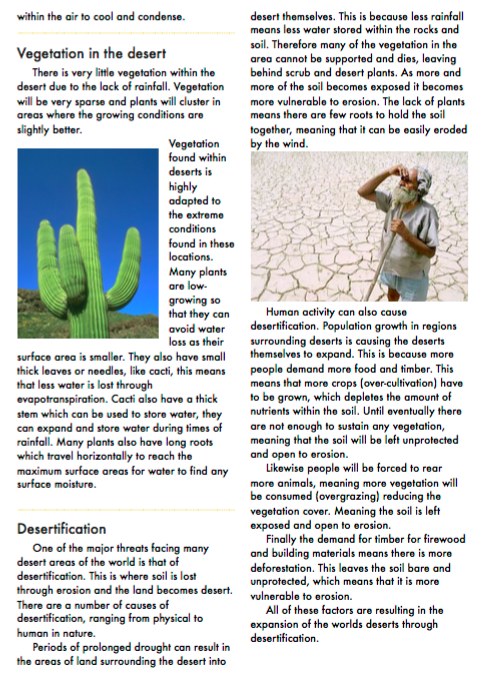 within the air to cool and condense.
Vegetation in the desert
There is very little vegetation within the
desert due to the lack of rainfall. Vegetation
will be very sparse and plants will cluster in
areas where the growing conditions are
slightly better.
Vegetation
found within
deserts is
highly
adapted to
the extreme
conditions
found in these
locations.
Many plants
are low-
growing so
that they can
avoid water
loss as their
surface area is smaller. They also have small
thick leaves or needles, like cacti, this means
that less water is lost through
evapotranspiration. Cacti also have a thick
stem which can be used to store water, they
can expand and store water during times of
rainfall. Many plants also have long roots
which travel horizontally to reach the
maximum surface areas for water to find any
surface moisture.
Desertification
One of the major threats facing many
desert areas of the world is that of
desertification. This is where soil is lost
through erosion and the land becomes desert.
There are a number of causes of
desertification, ranging from physical to
human in nature.
Periods of prolonged drought can result in
the areas of land surrounding the desert into
desert themselves. This is because less rainfall
means less water stored within the rocks and
soil. Therefore many of the vegetation in the
area cannot be supported and dies, leaving
behind scrub and desert plants. As more and
more of the soil becomes exposed it becomes
more vulnerable to erosion. The lack of plants
means there are few roots to hold the soil
together, meaning that it can be easily eroded
by the wind.
Human activity can also cause
desertification. Population growth in regions
surrounding deserts is causing the deserts
themselves to expand. This is because more
people demand more food and timber. This
means that more crops (over-cultivation) have
to be grown, which depletes the amount of
nutrients within the soil. Until eventually there
are not enough to sustain any vegetation,
meaning that the soil will be left unprotected
and open to erosion.
Likewise people will be forced to rear
more animals, meaning more vegetation will
be consumed (overgrazing) reducing the
vegetation cover. Meaning the soil is left
exposed and open to erosion.
Finally the demand for timber for firewood
and building materials means there is more
deforestation. This leaves the soil bare and
unprotected, which means that it is more
vulnerable to erosion.
All of these factors are resulting in the
expansion of the worlds deserts through
desertification.